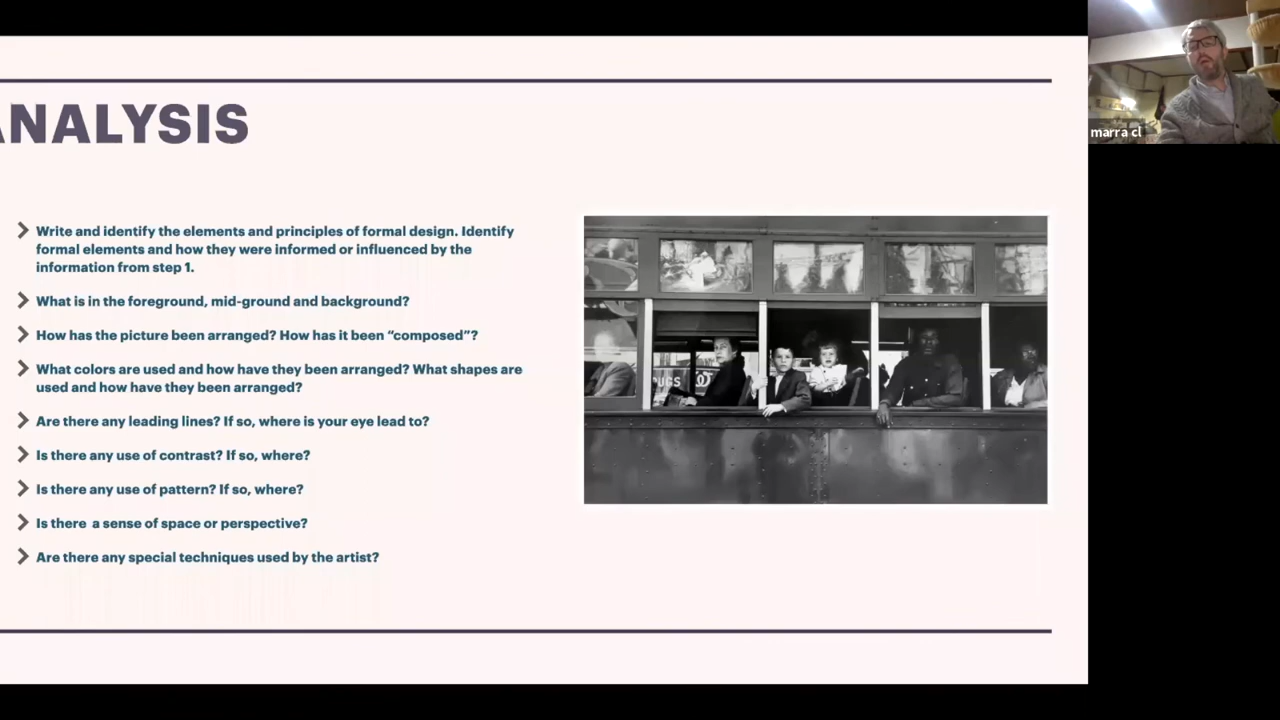 ANALYSIS
Write and identify the elements and principles of formal design. Identify
formal elements and how they were informed or influenced by the
information from step 1.
What is in the foreground, mid-ground and background?
How has the picture been arranged? How has it been “composed”?
What colors are used and how have they been arranged? What shapes are
used and how have they been arranged?
Are there any leading lines? If so, where is your eye lead to?
Is there any use of contrast? If so, where?
Is there any use of pattern? If so, where?
Is there a sense of space or perspective?
Are there any special techniques used by the artist?
UGS
marra cl